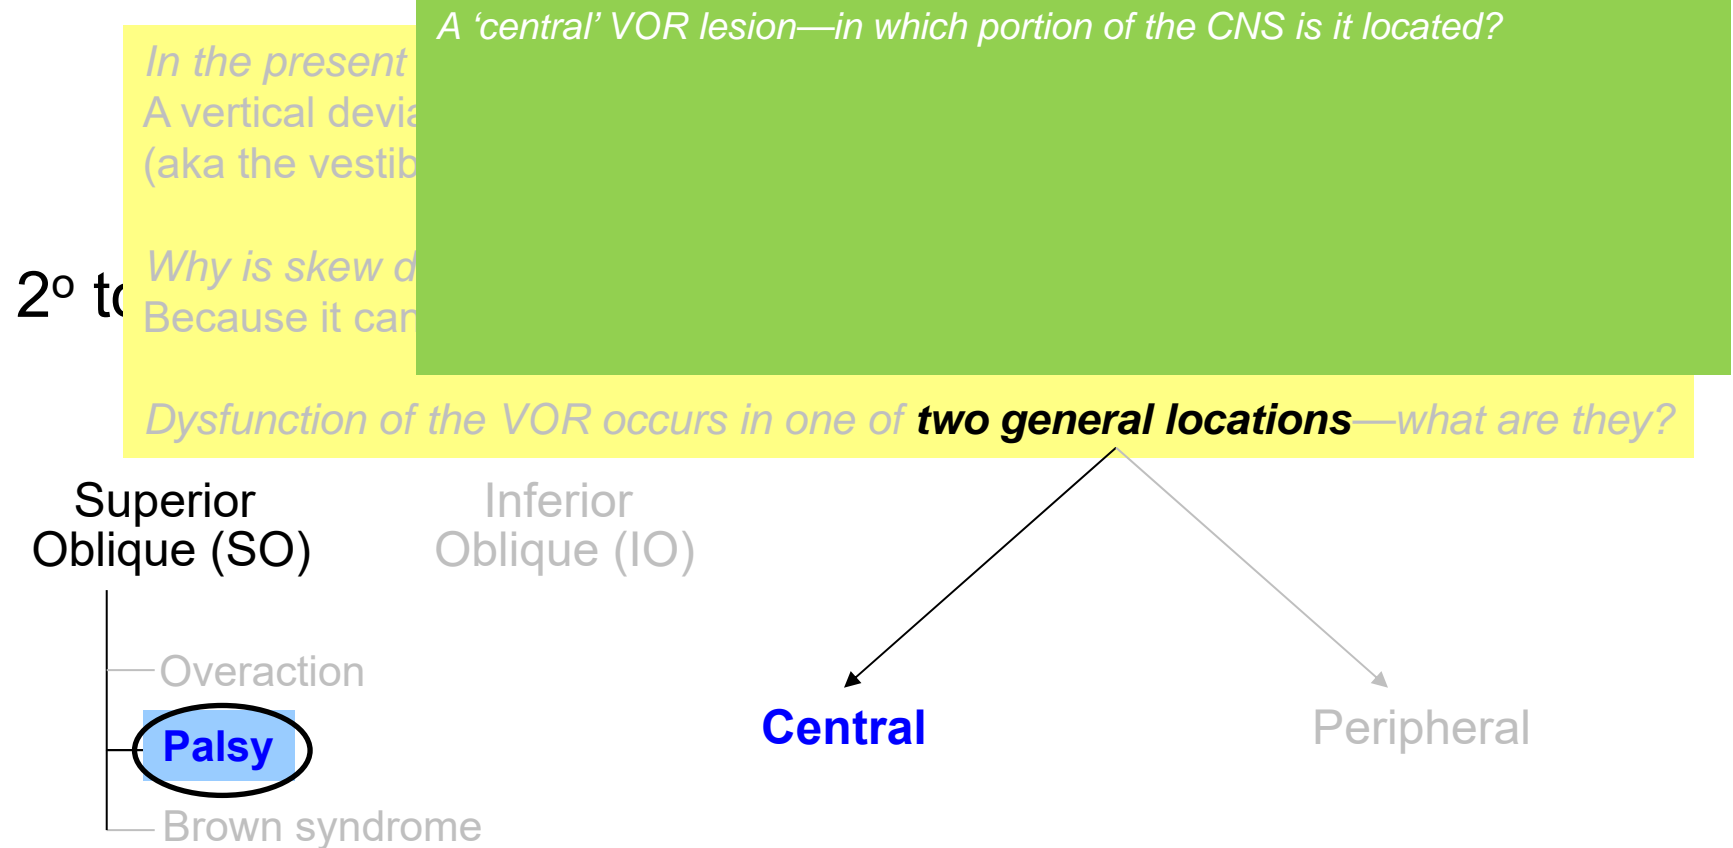 A ‘central’ VOR lesion—in which portion of the CNS is it located?
In the present
A vertical devia
(aka the vestib
Why is skew d
2º to
Because it can
Dysfunction of the VOR occurs in one of two general locations—what are they?
Superior
Oblique (SO)
Inferior
Oblique (IO)
Overaction
Palsy
Brown syndrome
Central
Peripheral